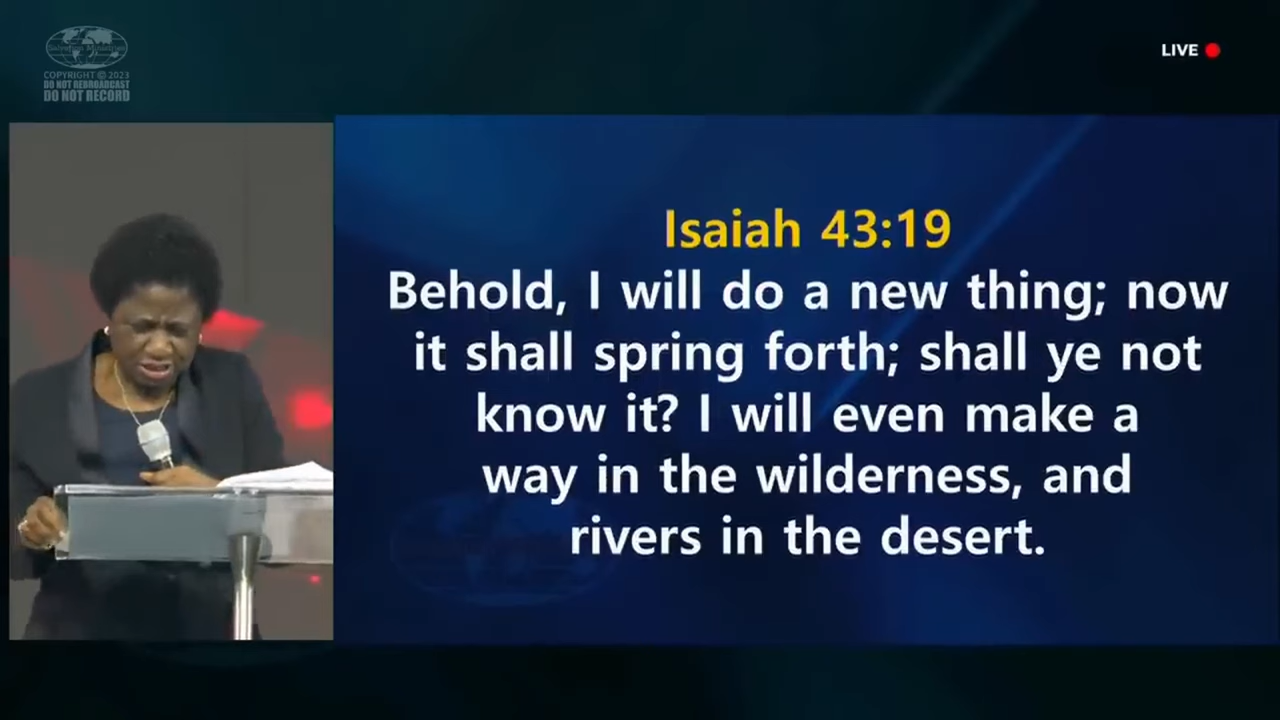 Salvation Ministries
COPYRIGHT © 2023
DO NOT REBROADCAST
DO NOT RECORD
LIVE
Isaiah 43:19
Behold, I will do a new thing; now
it shall spring forth; shall ye not
know it? I will even make a
way in the wilderness, and
rivers in the desert.